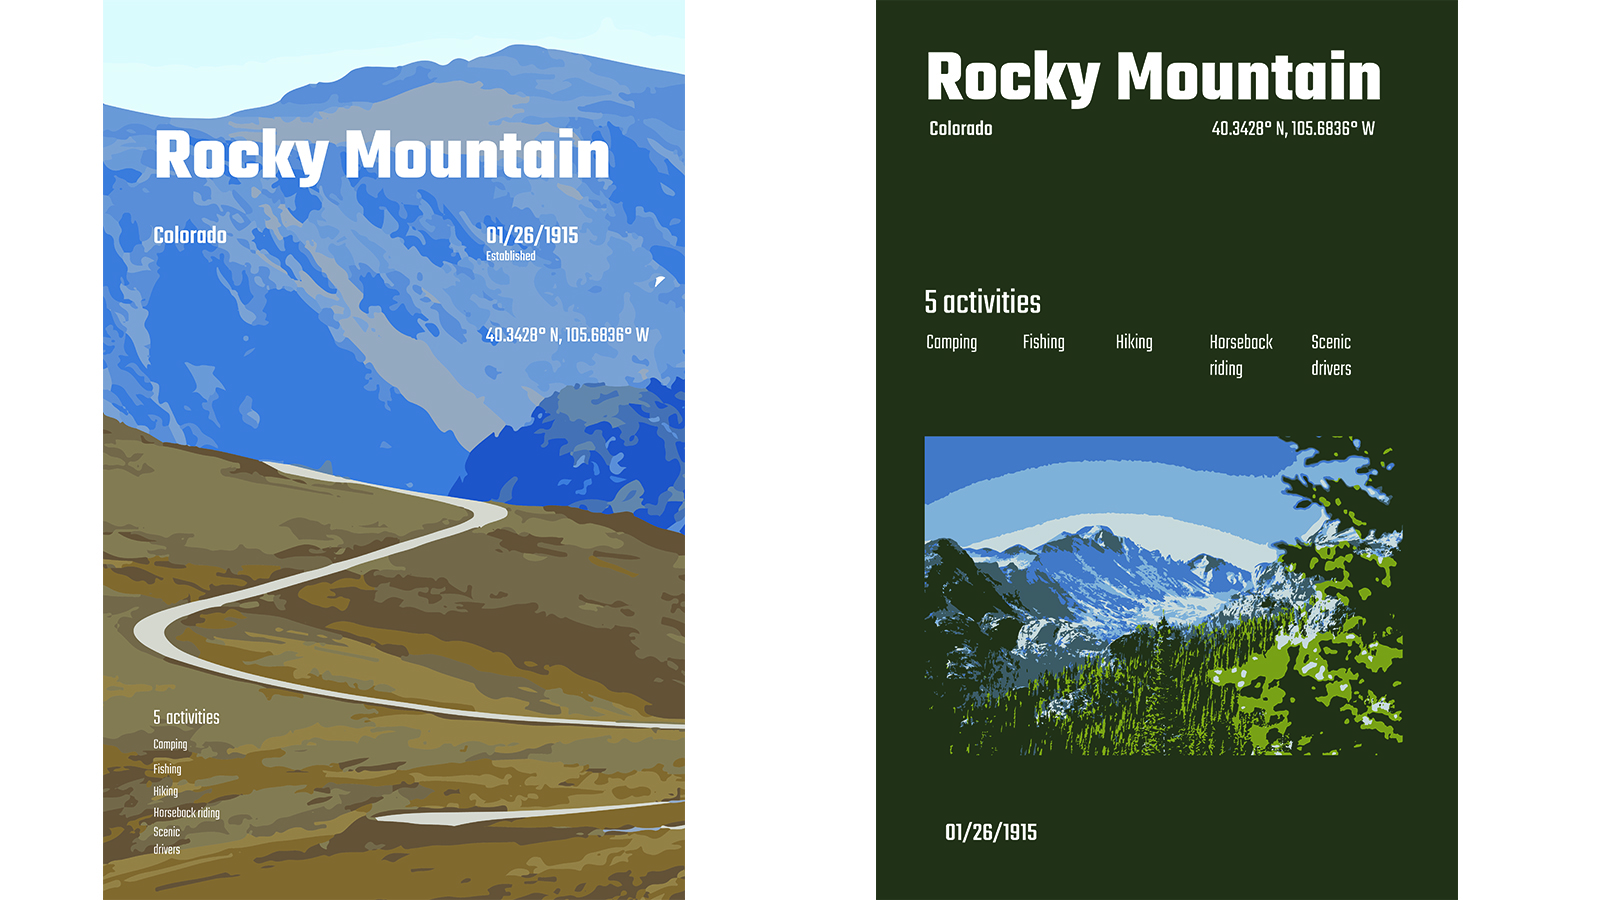 Rocky Mountain
Colorado
01/26/1915
Established
40.3428° N, 105.6836° W
5 activities
Camping
Fishing
Hiking
Horseback riding
Scenic
drivers
Rocky Mountain
Colorado
40.3428° N, 105.6836° W
5 activities
Camping
Fishing
Hiking
Horseback
riding
Scenic
drivers
01/26/1915